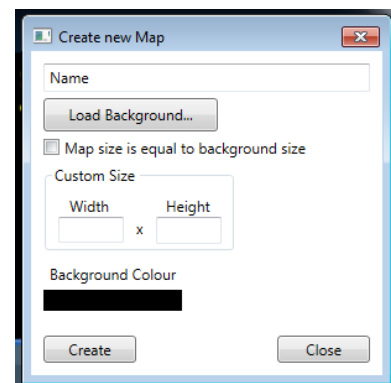 Create new Map
Name
Load Background...
Map size is equal to background size
Custom Size
Width Height
x
Background Colour
Create Close